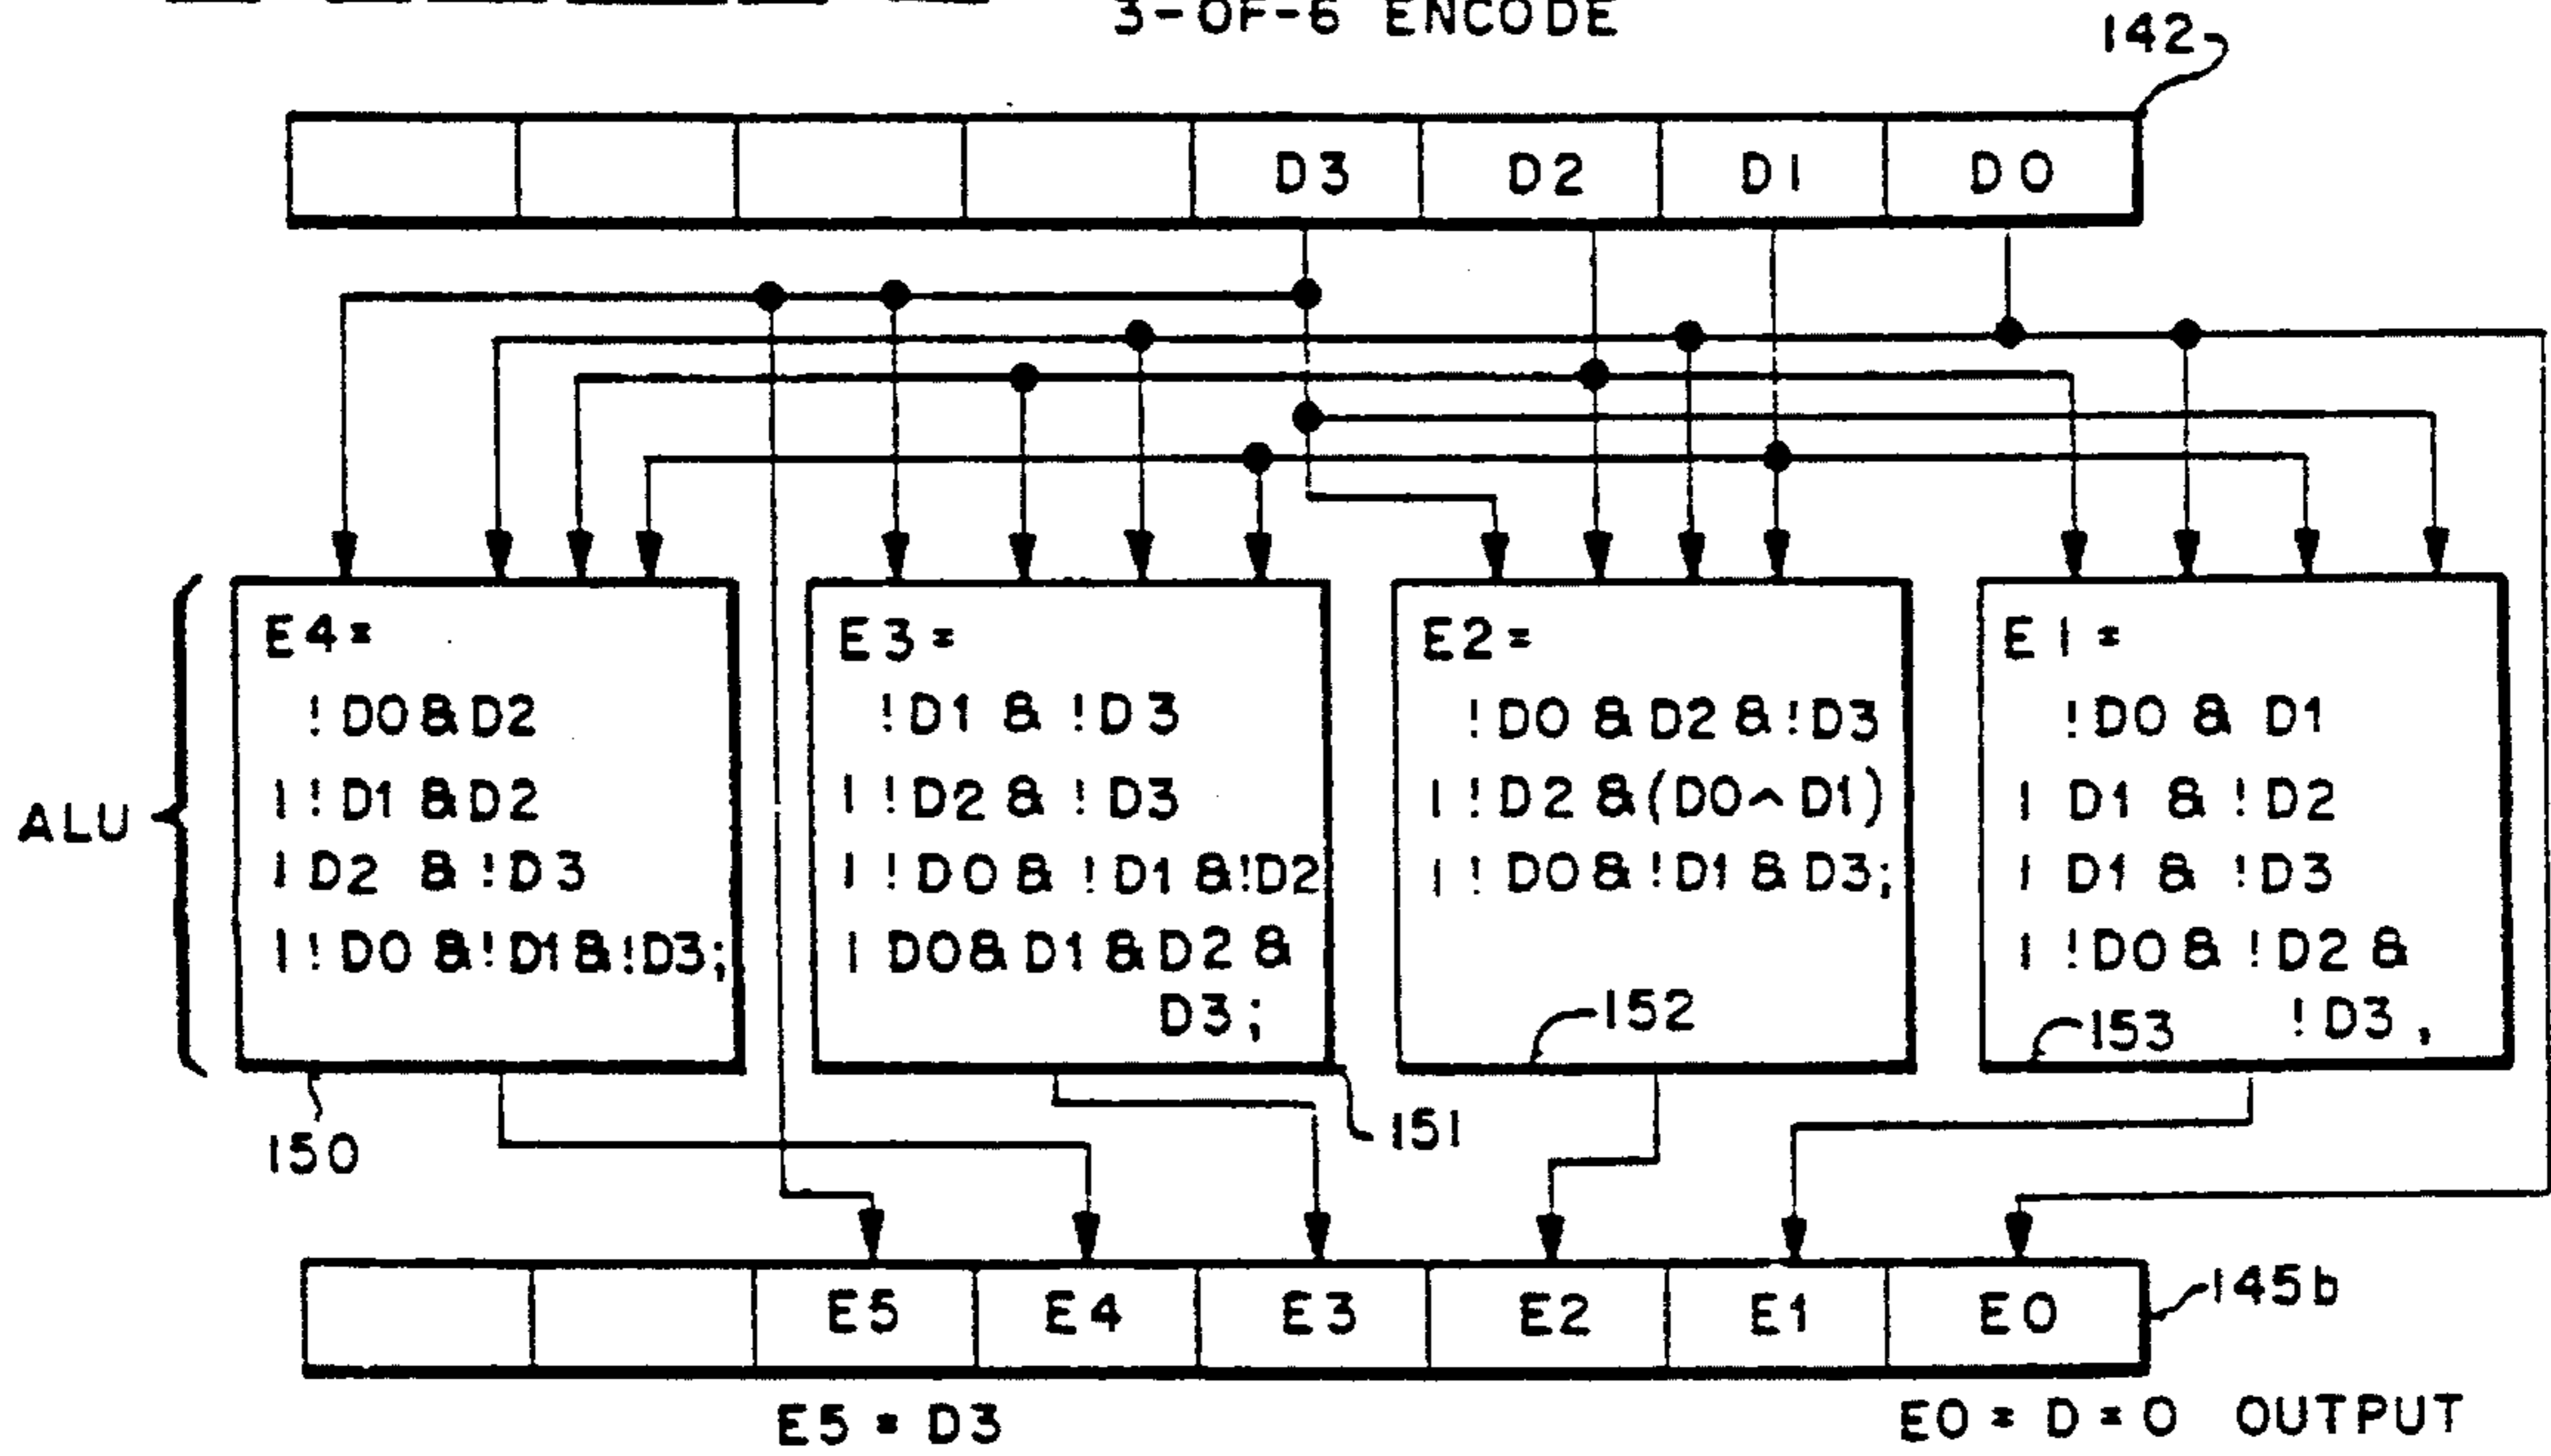 3-OF-6 ENCODE
142
D3 D2 D1 D0
ALU
E4=
!D0&D2
|!D1&D2
|D2 &!D3
|!D0&!D1&!D3;
150
E3=
!D1 & !D3
|!D2 & !D3
|!D0 & !D1 &!D2
|D0&D1&D2&
D3;
151
E2=
!D0&D2&!D3
|!D2&(D0^D1)
|!D0&!D1&D3;
152
E1=
!D0 & D1
| D1 & !D2
| D1 & !D3
| !D0& !D2 &
!D3,
153
E5 E4 E3 E2 E1 E0
145b
E5 = D3
E0 = D = 0 OUTPUT